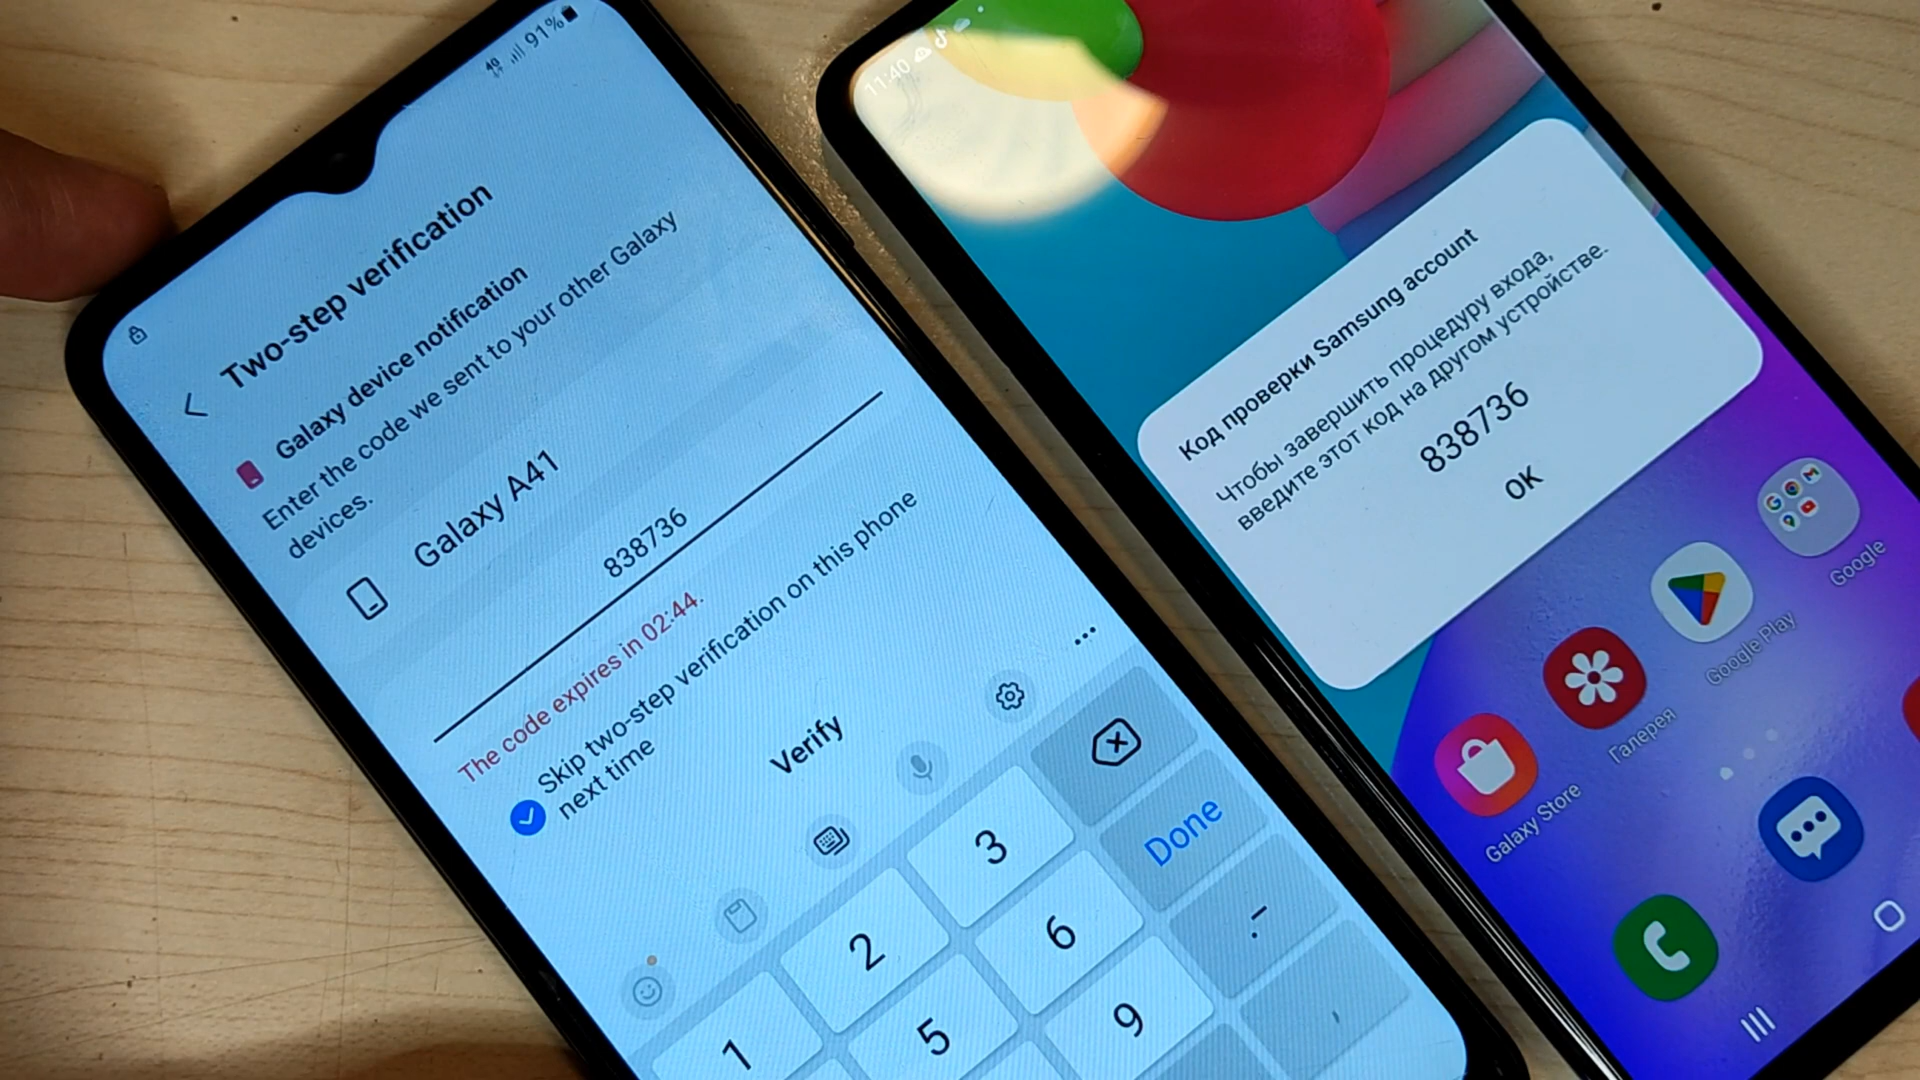 4G 91%
Two-step verification
Galaxy device notification
Enter the code we sent to your other Galaxy
devices.
Galaxy A41
838736
The code expires in 02:44.
Skip two-step verification on this phone
next time
Verify
1
2
3
Done
5
6
.-
9
,
11:40
Код проверки Samsung account
Чтобы завершить процедуру входа,
введите этот код на другом устройстве.
838736
ОК
Galaxy Store
Галерея
Google Play
Google